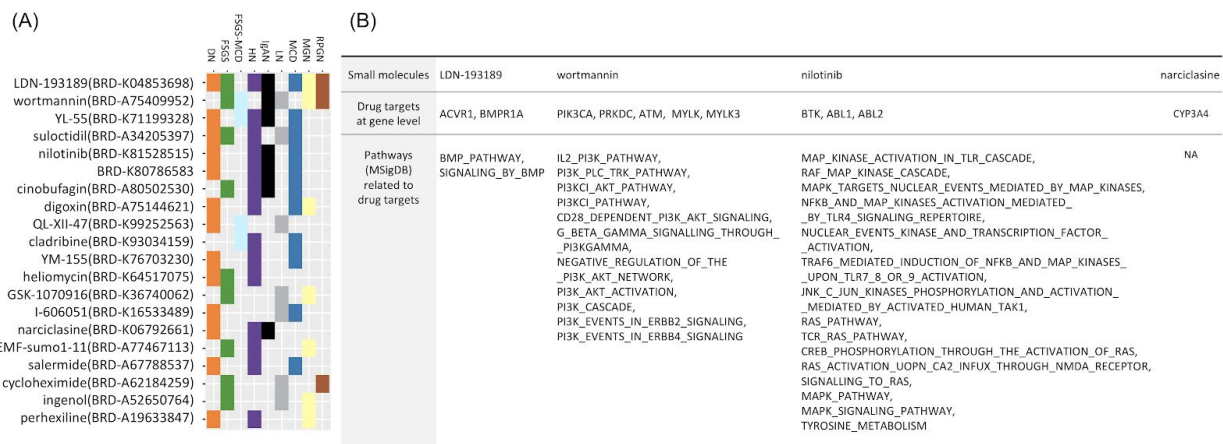 (A)
DN
FSGS
FSGS-MCD
HN
IgAN
LN
MCD
MGN
RPGN
LDN-193189(BRD-K04853698)
wortmannin(BRD-A75409952)
YL-55(BRD-K71199328)
suloctidil(BRD-A34205397)
nilotinib(BRD-K81528515)
BRD-K80786583
cinobufagin(BRD-A80502530)
digoxin(BRD-A75144621)
QL-XII-47(BRD-K99252563)
cladribine(BRD-K93034159)
YM-155(BRD-K76703230)
heliomycin(BRD-K64517075)
GSK-1070916(BRD-K36740062)
I-606051(BRD-K16533489)
narciclasine(BRD-K06792661)
EMF-sumo1-11(BRD-A77467113)
salermide(BRD-A67788537)
cycloheximide(BRD-A62184259)
ingenol(BRD-A52650764)
perhexiline(BRD-A19633847)
(B)
Small molecules LDN-193189 wortmannin nilotinib narciclasine
Drug targets
at gene level
ACVR1, BMPR1A PIK3CA, PRKDC, ATM, MYLK, MYLK3 BTK, ABL1, ABL2 CYP3A4
Pathways
(MSigDB)
related to
drug targets
BMP_PATHWAY,
SIGNALING_BY_BMP
IL2_PI3K_PATHWAY,
PI3K_PLC_TRK_PATHWAY,
PI3KCI_AKT_PATHWAY,
PI3KCI_PATHWAY,
CD28_DEPENDENT_PI3K_AKT_SIGNALING,
G_BETA_GAMMA_SIGNALLING_THROUGH_
_PI3KGAMMA,
NEGATIVE_REGULATION_OF_THE
_PI3K_AKT_NETWORK,
PI3K_AKT_ACTIVATION,
PI3K_CASCADE,
PI3K_EVENTS_IN_ERBB2_SIGNALING,
PI3K_EVENTS_IN_ERBB4_SIGNALING
MAP_KINASE_ACTIVATION_IN_TLR_CASCADE,
RAF_MAP_KINASE_CASCADE,
MAPK_TARGETS_NUCLEAR_EVENTS_MEDIATED_BY_MAP_KINASES,
NFKB_AND_MAP_KINASES_ACTIVATION_MEDIATED_
_BY_TLR4_SIGNALING_REPERTOIRE,
NUCLEAR_EVENTS_KINASE_AND_TRANSCRIPTION_FACTOR_
_ACTIVATION,
TRAF6_MEDIATED_INDUCTION_OF_NFKB_AND_MAP_KINASES_
_UPON_TLR7_8_OR_9_ACTIVATION,
JNK_C_JUN_KINASES_PHOSPHORYLATION_AND_ACTIVATION_
_MEDIATED_BY_ACTIVATED_HUMAN_TAK1,
RAS_PATHWAY,
TCR_RAS_PATHWAY,
CREB_PHOSPHORYLATION_THROUGH_THE_ACTIVATION_OF_RAS,
RAS_ACTIVATION_UOPN_CA2_INFUX_THROUGH_NMDA_RECEPTOR,
SIGNALLING_TO_RAS,
MAPK_PATHWAY,
MAPK_SIGNALING_PATHWAY,
TYROSINE_METABOLISM
NA